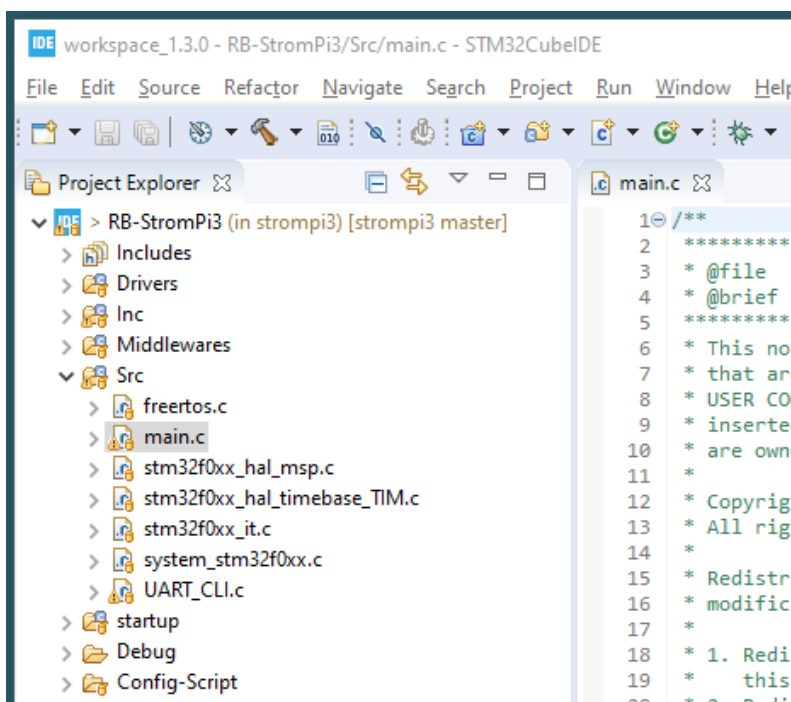 IDE workspace_1.3.0 - RB-StromPi3/Src/main.c - STM32CubeIDE
File Edit Source Refactor Navigate Search Project Run Window Help
010
Project Explorer
main.c
> RB-StromPi3 (in strompi3) [strompi3 master]
Includes
Drivers
Inc
Middlewares
Src
freertos.c
main.c
stm32f0xx_hal_msp.c
stm32f0xx_hal_timebase_TIM.c
stm32f0xx_it.c
system_stm32f0xx.c
UART_CLI.c
startup
Debug
Config-Script
1 /**
2 *********
3 * @file
4 * @brief
5 *********
6 * This no
7 * that ar
8 * USER CO
9 * inserte
10 * are own
11 *
12 * Copyrig
13 * All rig
14 *
15 * Redistr
16 * modific
17 *
18 * 1. Redi
19 * this